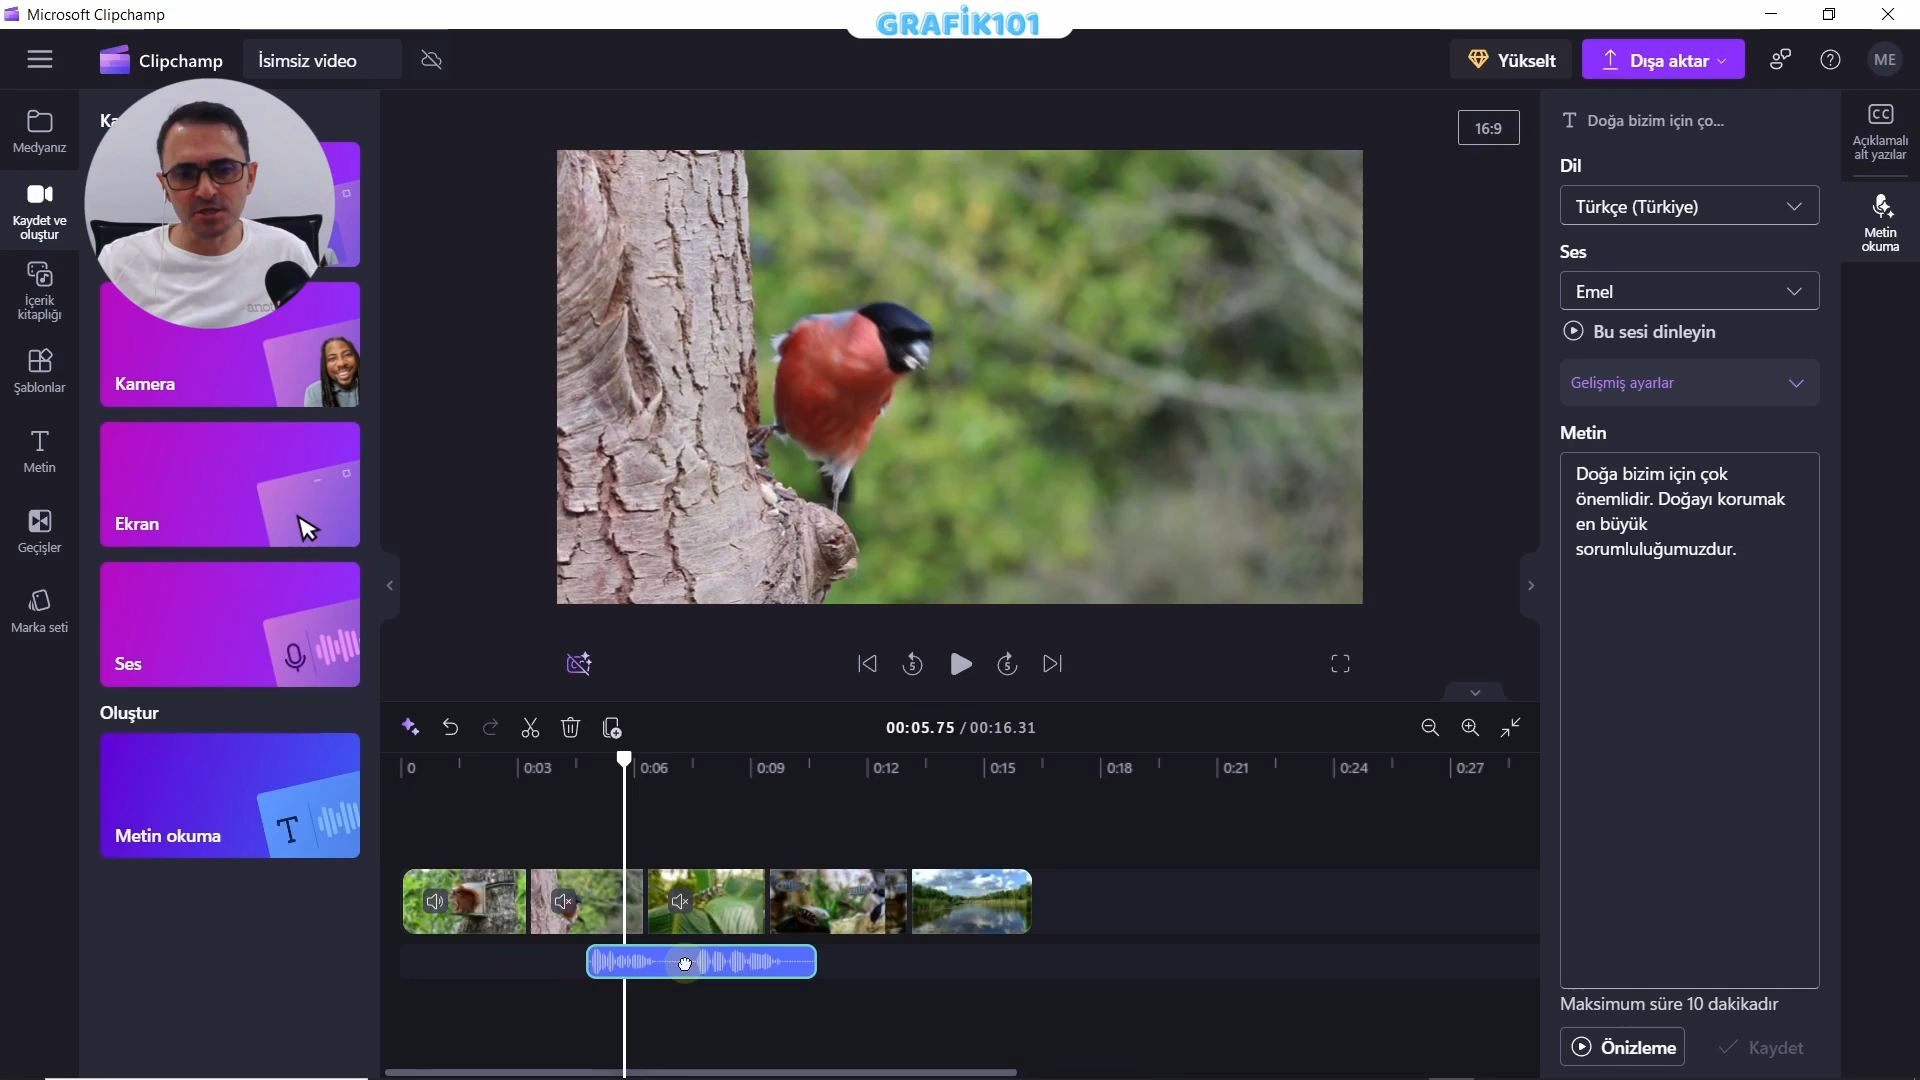 Microsoft Clipchamp
GRAFİK101
Clipchamp
İsimsiz video
Yükselt
Dışa aktar
ME
Medyanız
Kaydet ve
oluştur
İçerik
kitaplığı
Şablonlar
Metin
Geçişler
Marka seti
Kamera
Ekran
Ses
Oluştur
Metin okuma
16:9
00:05.75 / 00:16.31
0
0:03
0:06
0:09
0:12
0:15
0:18
0:21
0:24
0:27
Doğa bizim için ço...
Dil
Türkçe (Türkiye)
Ses
Emel
Bu sesi dinleyin
Gelişmiş ayarlar
Metin
Doğa bizim için çok
önemlidir. Doğayı korumak
en büyük
sorumluluğumuzdur.
Maksimum süre 10 dakikadır
Önizleme
Kaydet
CC
Açıklamalı
alt yazılar
Metin
okuma